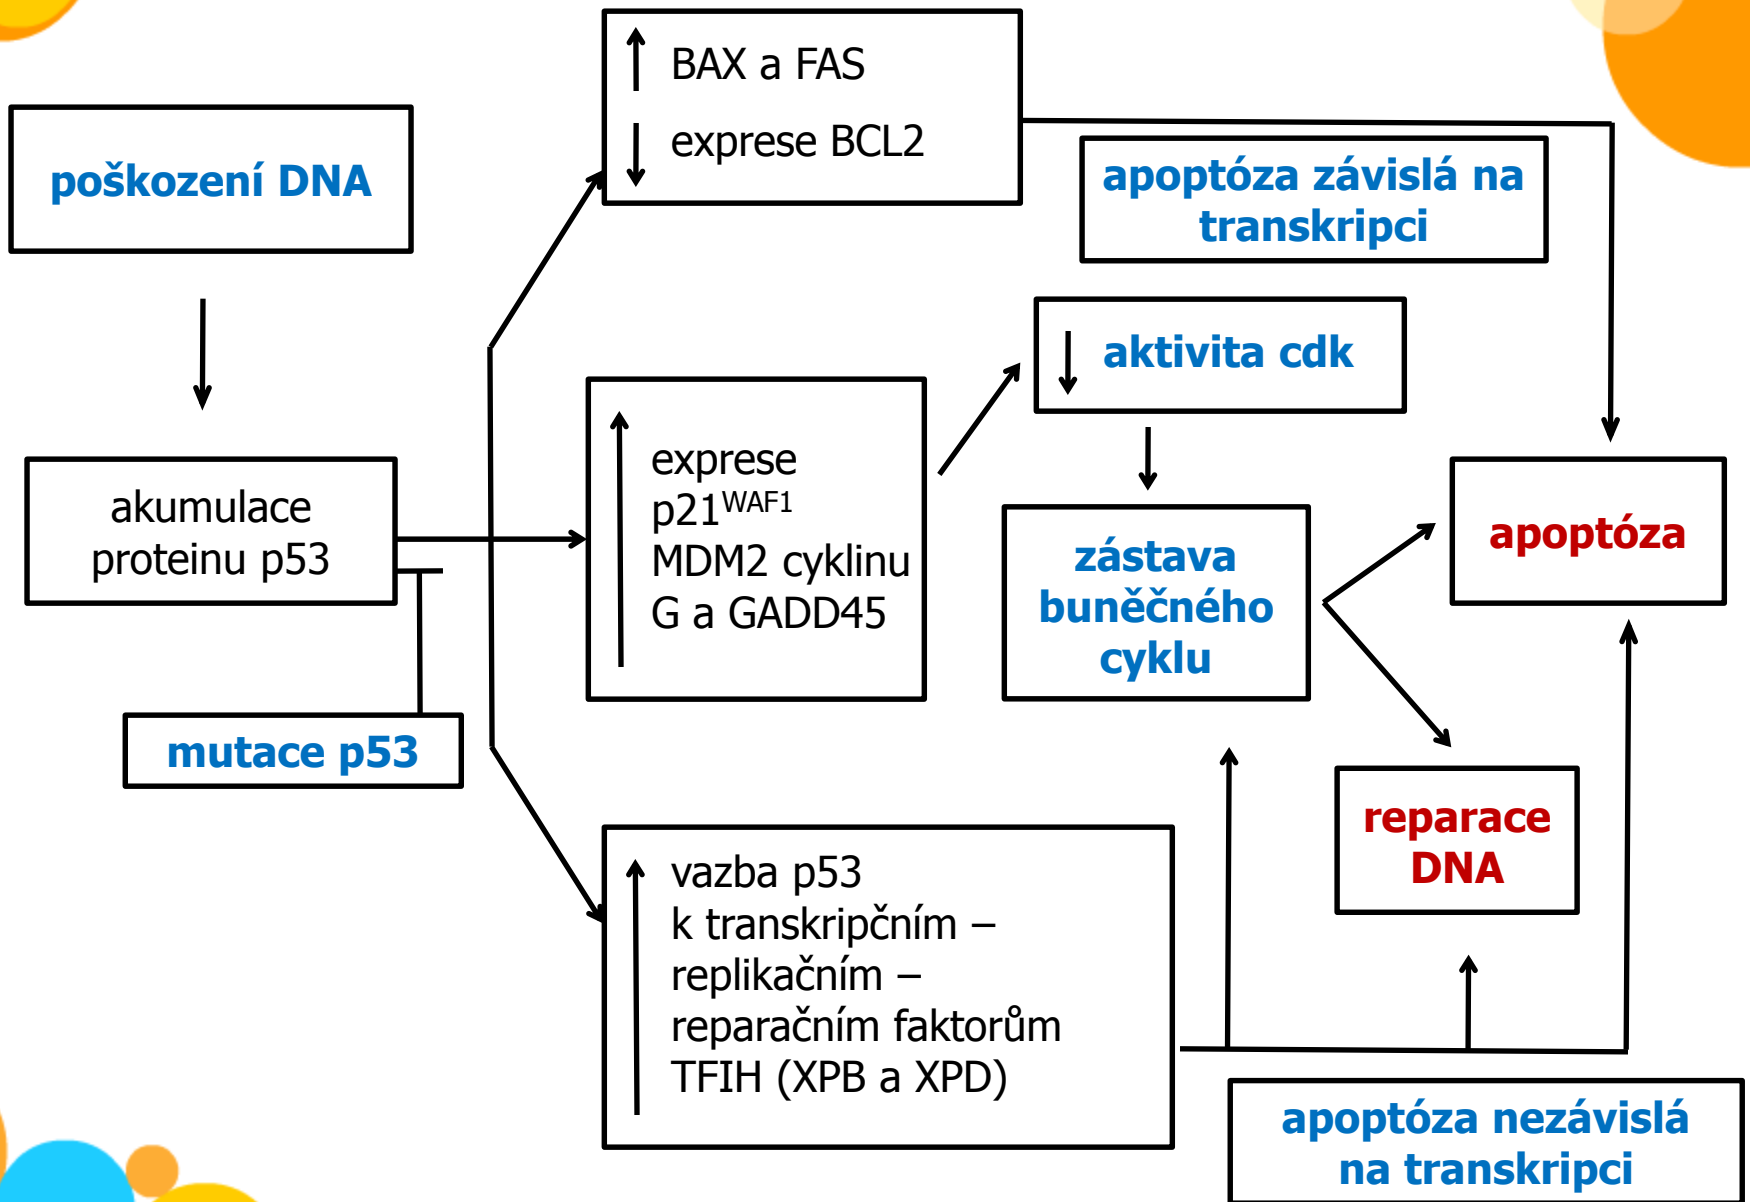 BAX a FAS
exprese BCL2
poškození DNA
apoptóza závislá na
transkripci
aktivita cdk
exprese
p21WAF1
MDM2 cyklinu
G a GADD45
akumulace
proteinu p53
zástava
buněčného
cyklu
apoptóza
mutace p53
reparace
DNA
vazba p53
k transkripčním –
replikačním –
reparačním faktorům
TFIH (XPB a XPD)
apoptóza nezávislá
na transkripci